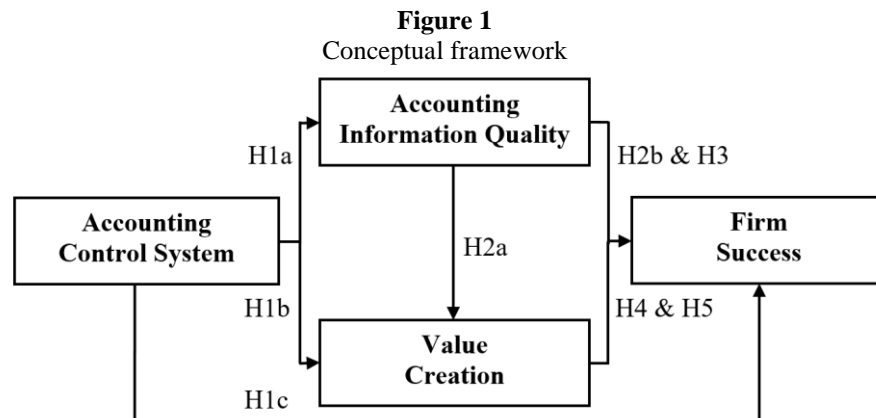 Figure 1
Conceptual framework
Accounting
Information Quality
H1a
H2b & H3
Accounting
Control System
H2a
Firm
Success
H1b
H4 & H5
Value
Creation
H1c